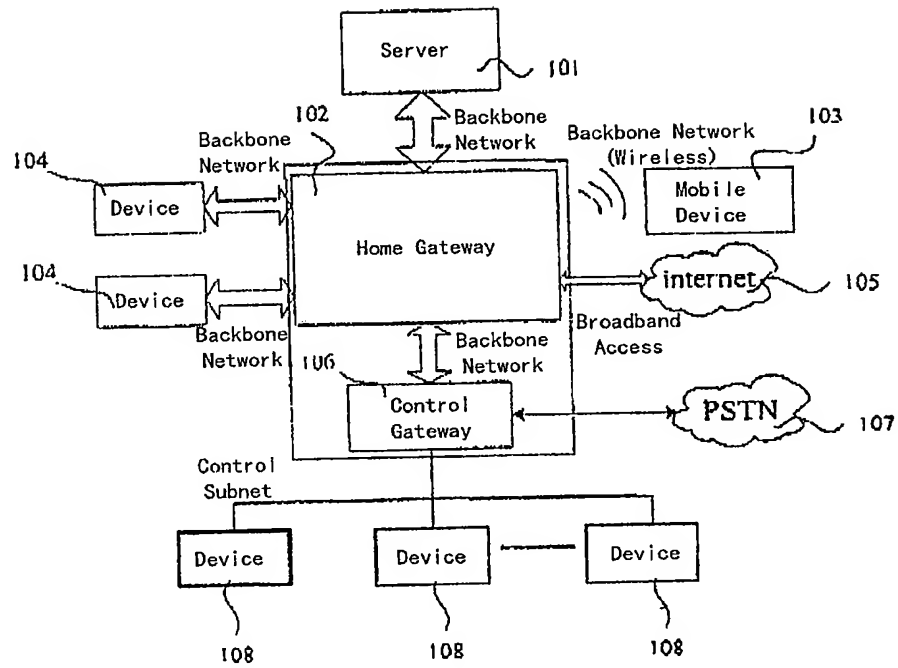 Server
101
102
Backbone
Network
Backbone
Network
Backbone Network
(Wireless)
103
104
Device
Mobile
Device
Home Gateway
104
Device
internet
105
Backbone
Network
Backbone
Network
Broadband
Access
106
Control
Gateway
PSTN
107
Control
Subnet
Device
Device
Device
108
108
108